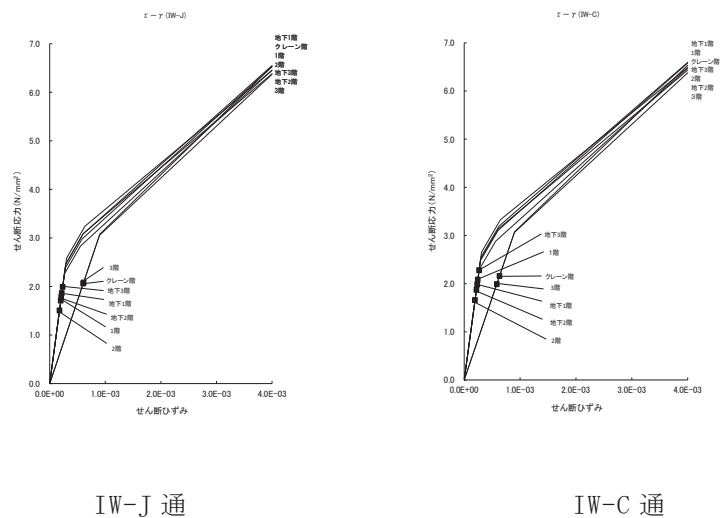 τ－γ(IW-J)
地下1階
クレーン階
1階
2階
地下3階
地下2階
3階
7.0
6.0
5.0
4.0
3.0
2.0
1.0
0.0
せん断応力(N/mm²)
3階
クレーン階
地下3階
地下1階
地下2階
1階
2階
0.0E+00
1.0E-03
2.0E-03
3.0E-03
4.0E-03
せん断ひずみ
IW-J 通
τ－γ(IW-C)
地下1階
1階
クレーン階
地下3階
2階
地下2階
3階
7.0
6.0
5.0
4.0
3.0
2.0
1.0
0.0
せん断応力(N/mm²)
地下3階
1階
クレーン階
3階
地下1階
地下2階
2階
0.0E+00
1.0E-03
2.0E-03
3.0E-03
4.0E-03
せん断ひずみ
IW-C 通